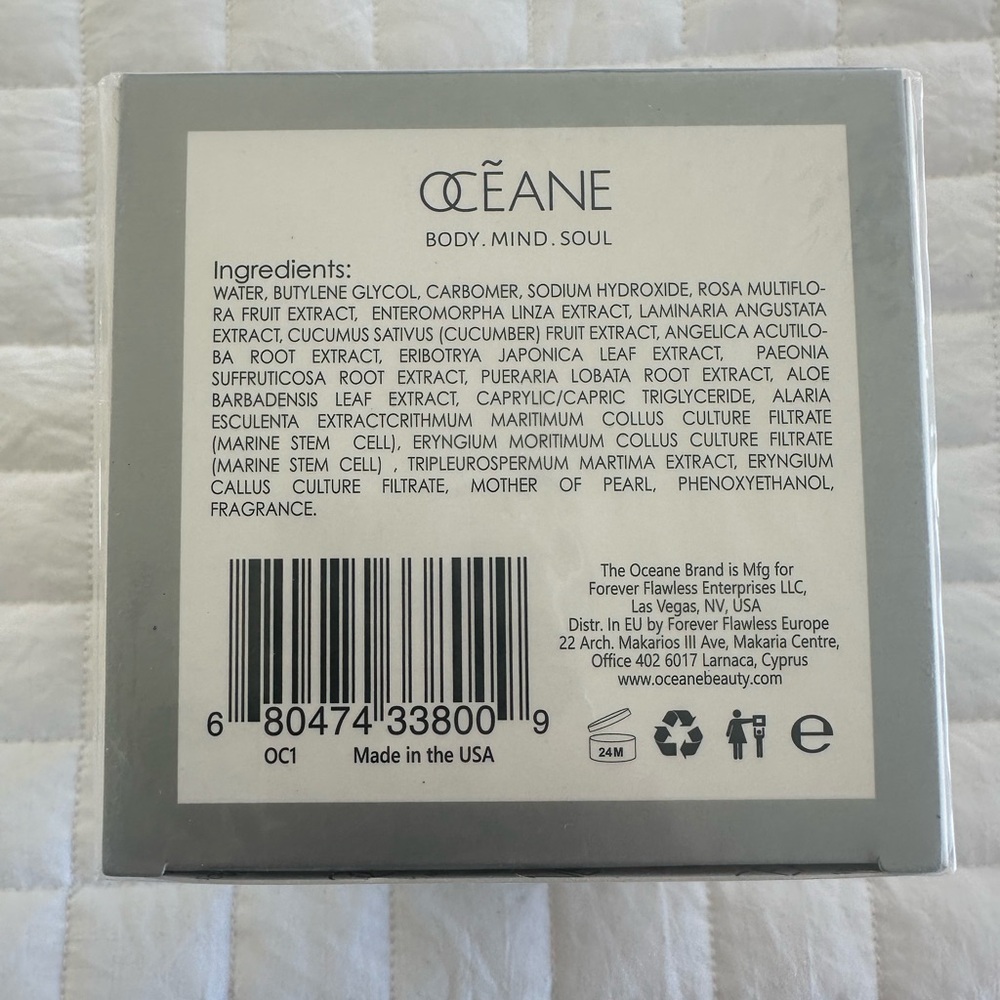 OCẼANE
BODY. MIND. SOUL
Ingredients:
WATER, BUTYLENE GLYCOL, CARBOMER, SODIUM HYDROXIDE, ROSA MULTIFLO-
RA FRUIT EXTRACT, ENTEROMORPHA LINZA EXTRACT, LAMINARIA ANGUSTATA
EXTRACT, CUCUMUS SATIVUS (CUCUMBER) FRUIT EXTRACT, ANGELICA ACUTILO-
BA ROOT EXTRACT, ERIBOTRYA JAPONICA LEAF EXTRACT, PAEONIA
SUFFRUTICOSA ROOT EXTRACT, PUERARIA LOBATA ROOT EXTRACT, ALOE
BARBADENSIS LEAF EXTRACT, CAPRYLIC/CAPRIC TRIGLYCERIDE, ALARIA
ESCULENTA EXTRACTCRITHMUM MARITIMUM COLLUS CULTURE FILTRATE
(MARINE STEM CELL), ERYNGIUM MORITIMUM COLLUS CULTURE FILTRATE
(MARINE STEM CELL) , TRIPLEUROSPERMUM MARTIMA EXTRACT, ERYNGIUM
CALLUS CULTURE FILTRATE, MOTHER OF PEARL, PHENOXYETHANOL,
FRAGRANCE.
6 80474 33800 9
OC1 Made in the USA
The Oceane Brand is Mfg for
Forever Flawless Enterprises LLC,
Las Vegas, NV, USA
Distr. In EU by Forever Flawless Europe
22 Arch. Makarios III Ave, Makaria Centre,
Office 402 6017 Larnaca, Cyprus
www.oceanebeauty.com
24M
e